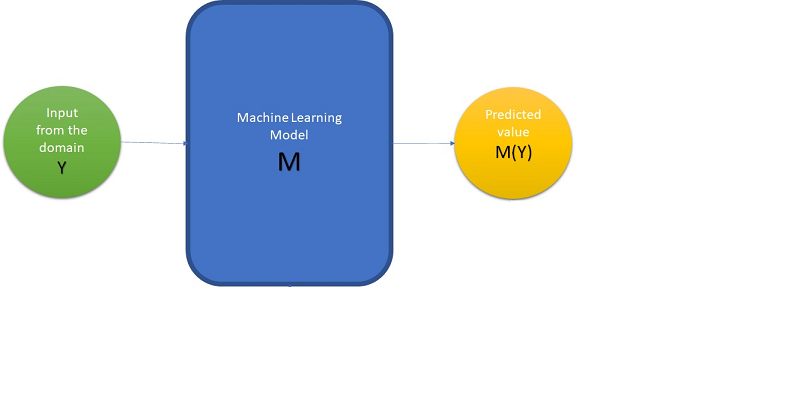 Input
from the
domain
Y
Machine Learning
Model
M
Predicted
value
M(Y)